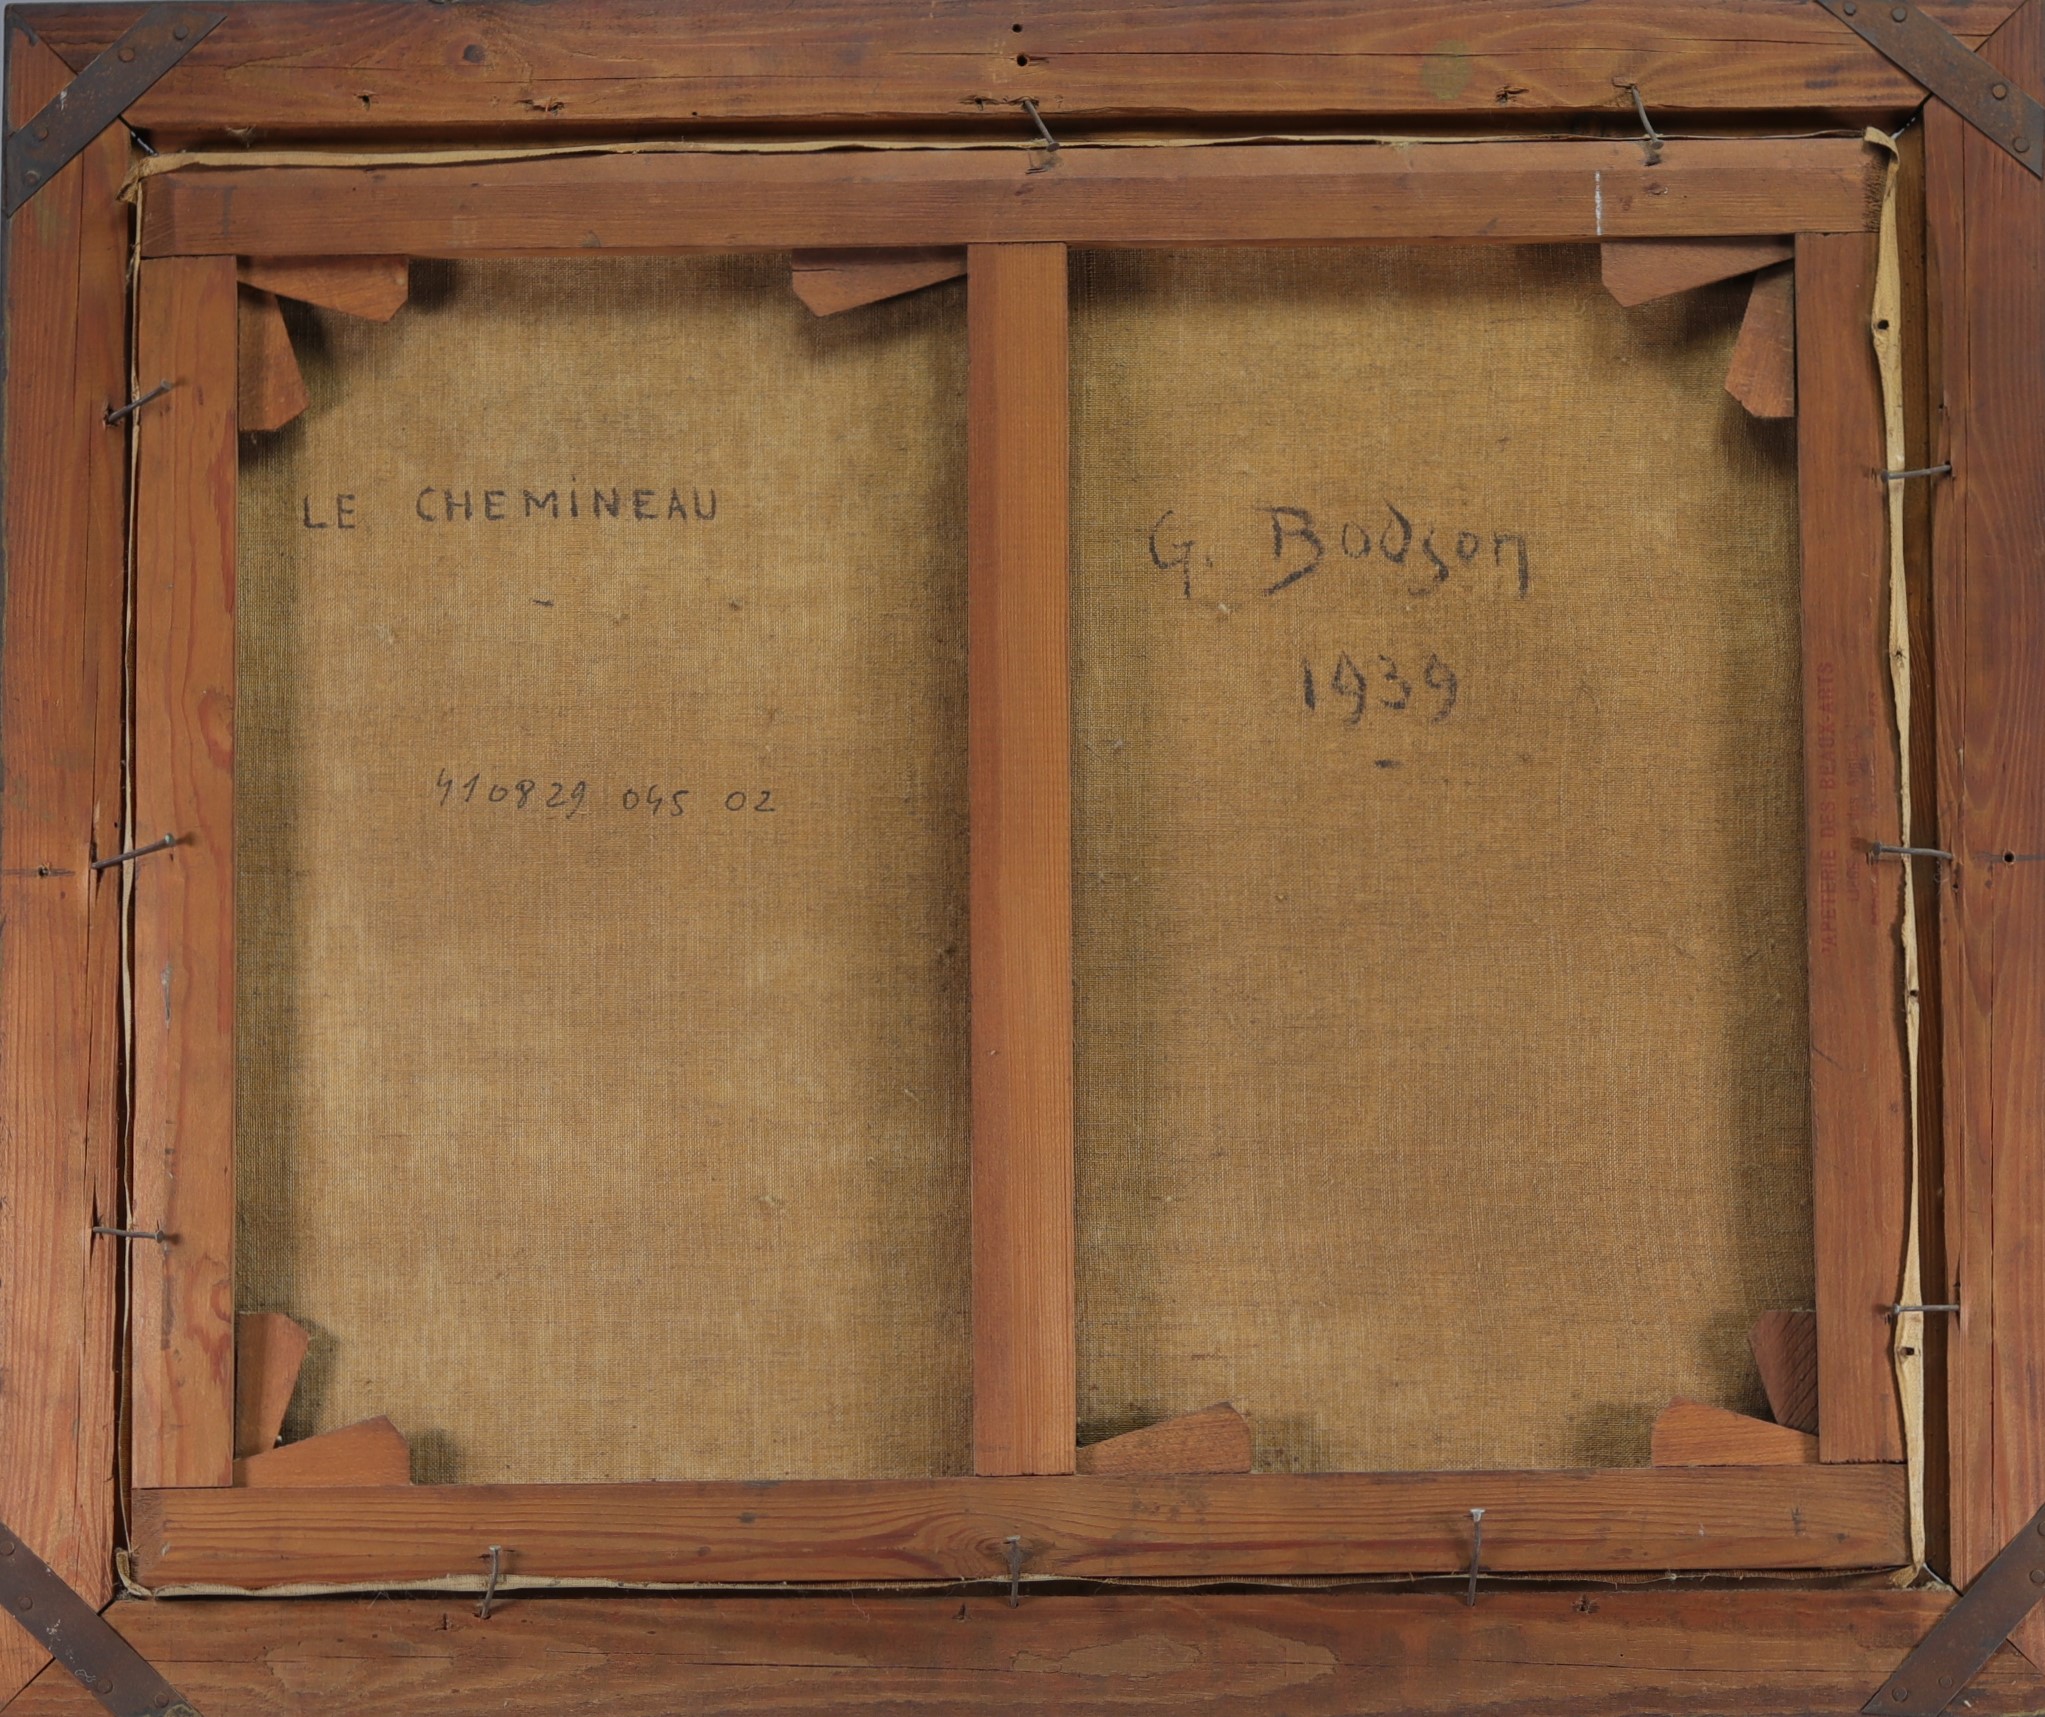 LE CHEMINEAU
410829 045 02
G. Bodson
1939
PAPETERIE DES BEAUX-ARTS